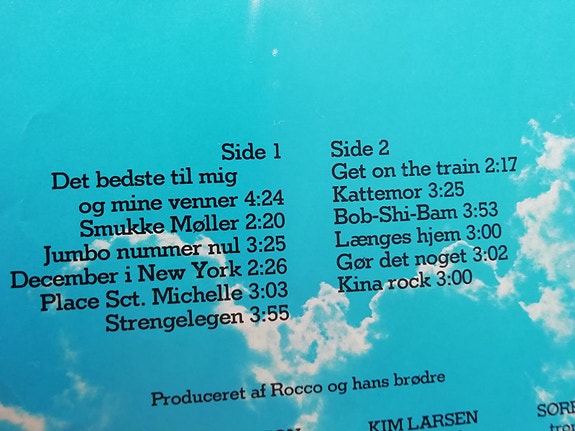 Side 1
Det bedste til mig
og mine venner 4:24
Smukke Møller 2:20
Jumbo nummer nul 3:25
December i New York 2:26
Place Sct. Michelle 3:03
Strengelegen 3:55
Side 2
Get on the train 2:17
Kattemor 3:25
Bob-Shi-Bam 3:53
Længes hjem 3:00
Gør det noget 3:02
Kina rock 3:00
Produceret af Rocco og hans brødre
KIM LARSEN